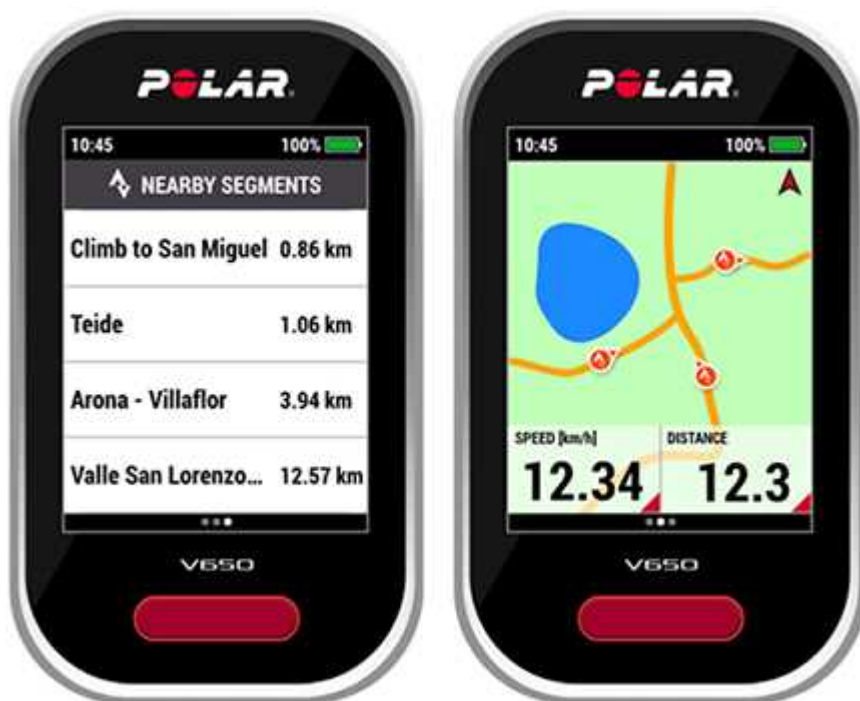 POLAR
10:45 100%
NEARBY SEGMENTS
Climb to San Miguel 0.86 km
Teide 1.06 km
Arona - Villaflor 3.94 km
Valle San Lorenzo... 12.57 km
V650
POLAR
10:45 100%
SPEED [km/h] DISTANCE
12.34 12.3
V650